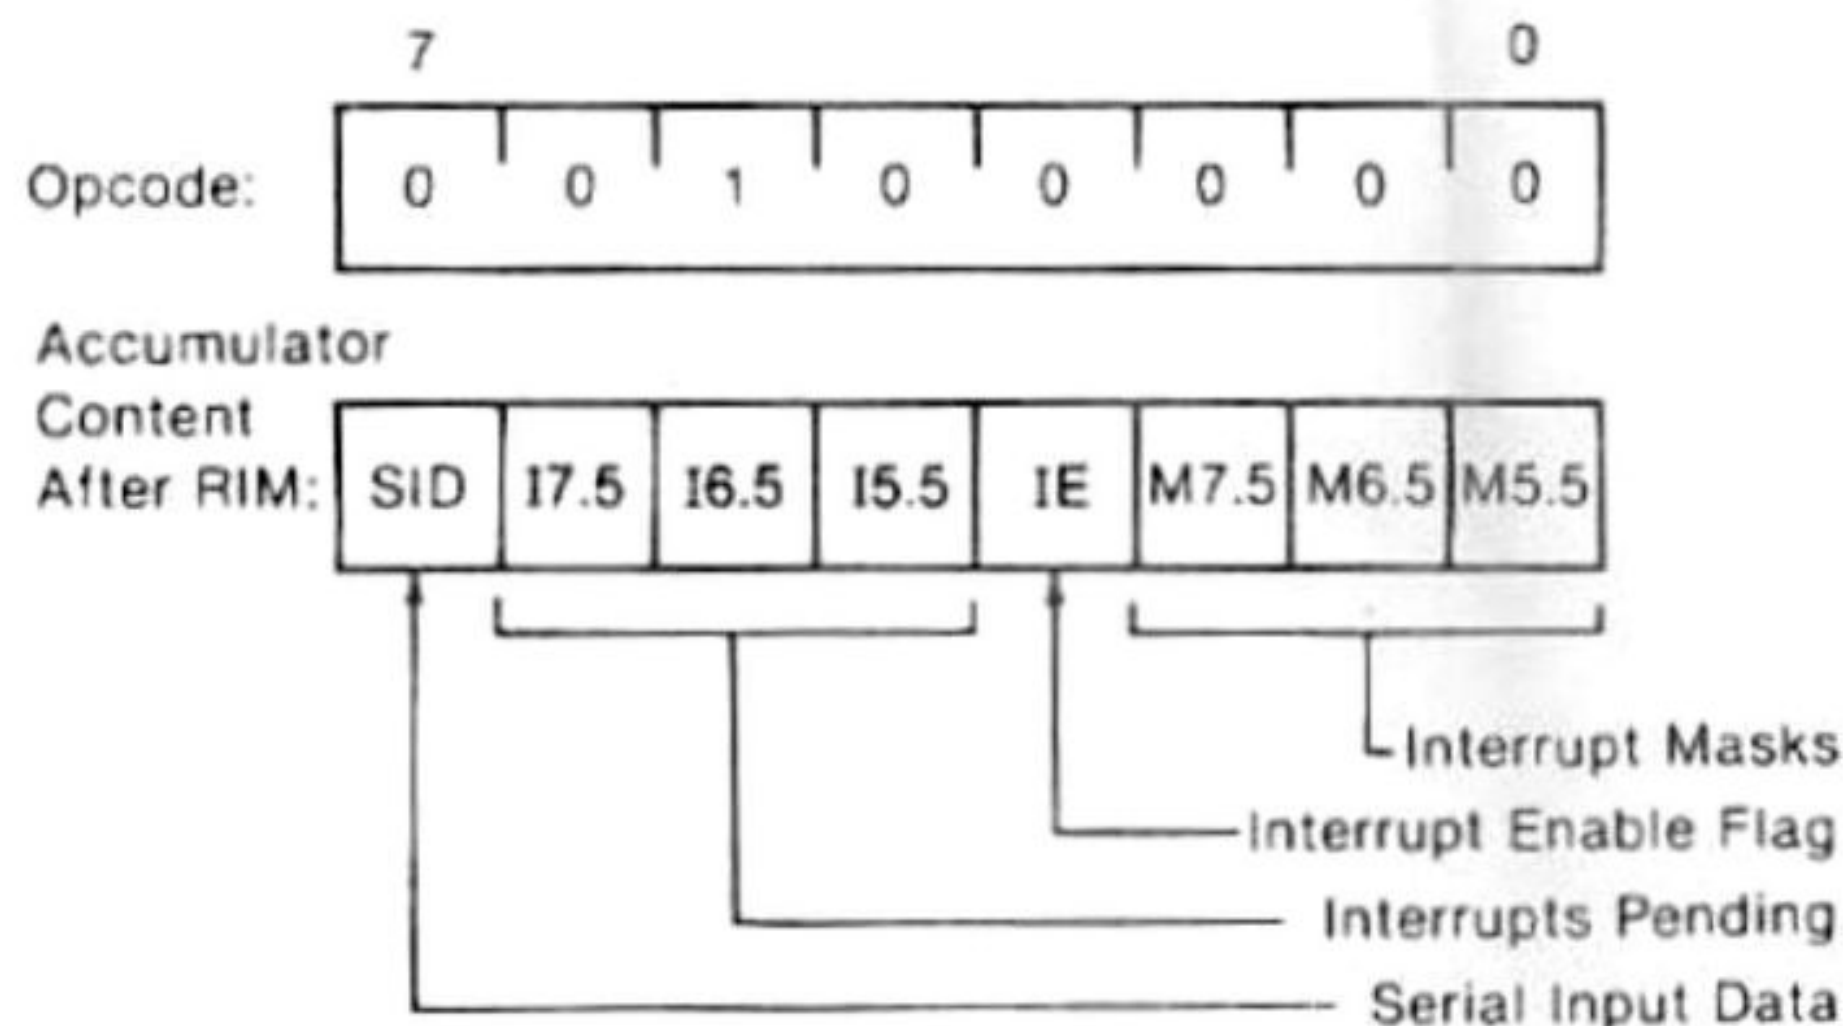 7 0
Opcode: 0 0 1 0 0 0 0 0
Accumulator
Content
After RIM: SID I7.5 I6.5 I5.5 IE M7.5 M6.5 M5.5
Interrupt Masks
Interrupt Enable Flag
Interrupts Pending
Serial Input Data